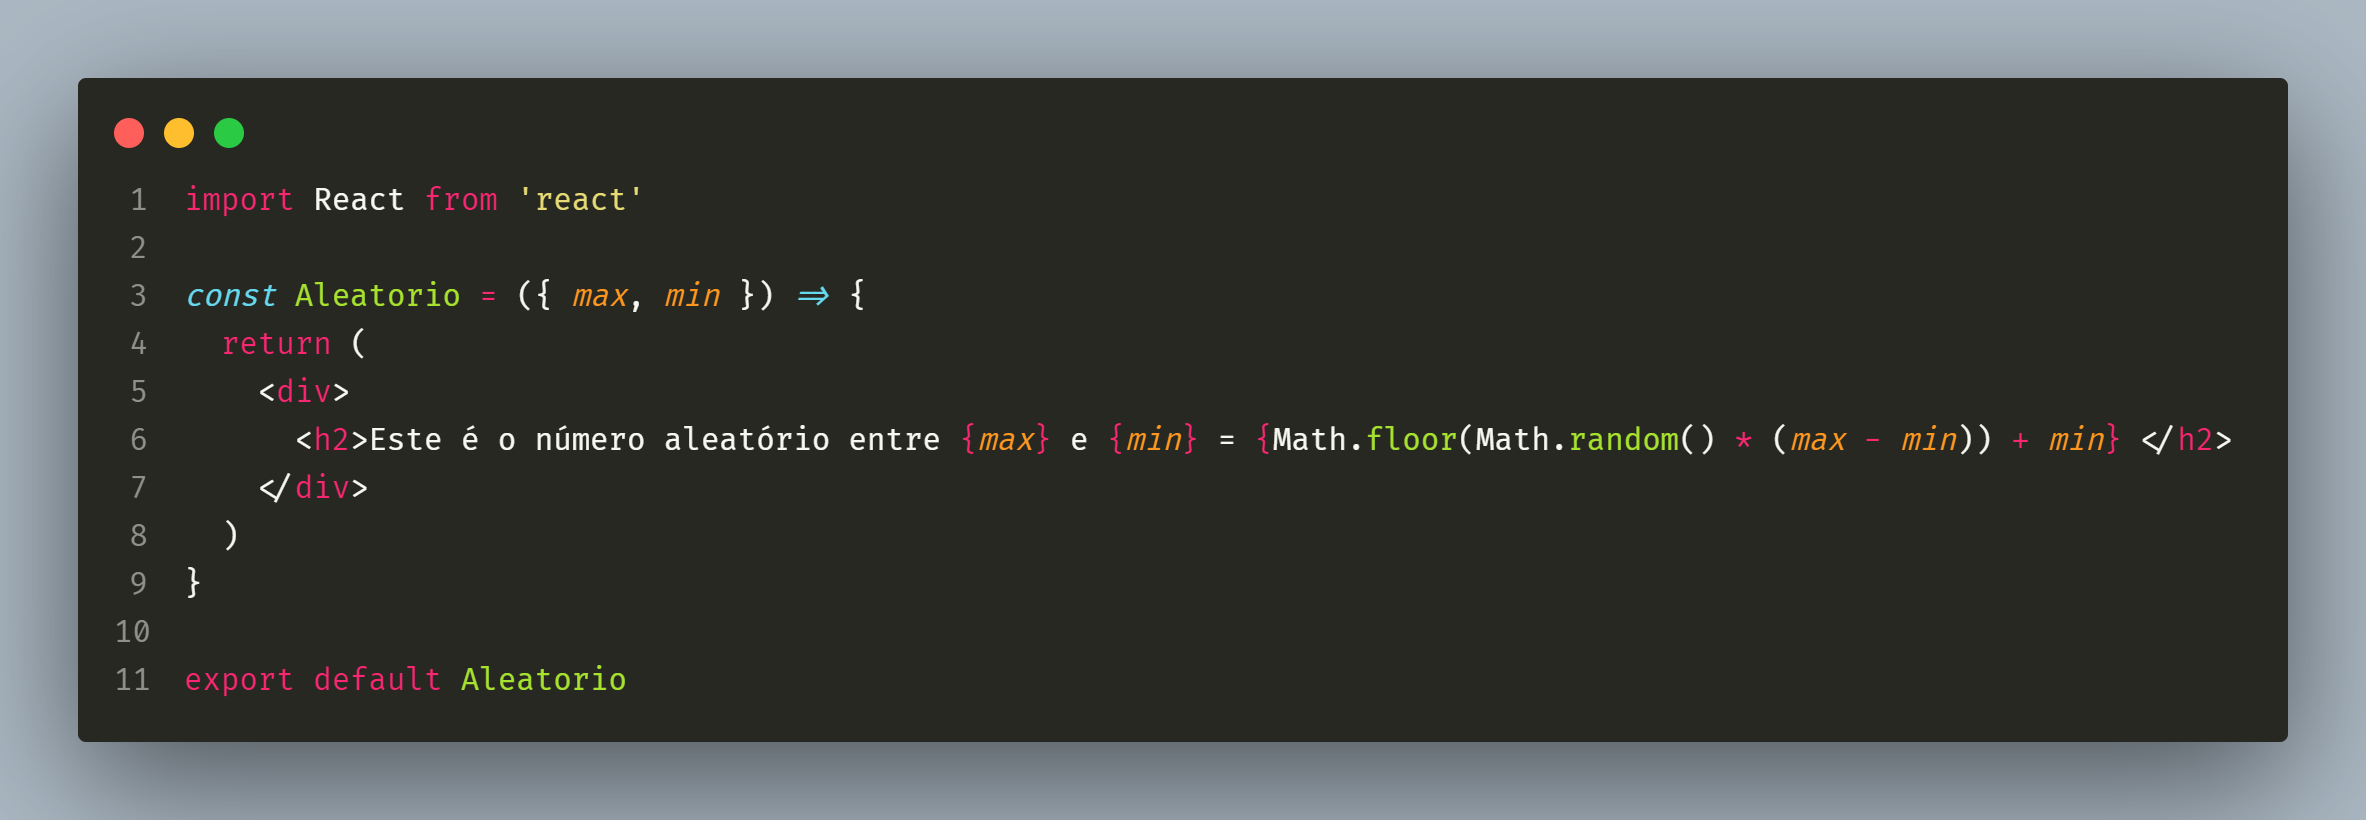 1 import React from 'react'
2
3 const Aleatorio = ({ max, min }) => {
4   return (
5     <div>
6       <h2>Este é o número aleatório entre {max} e {min} = {Math.floor(Math.random() * (max - min)) + min} </h2>
7     </div>
8   )
9 }
10
11 export default Aleatorio